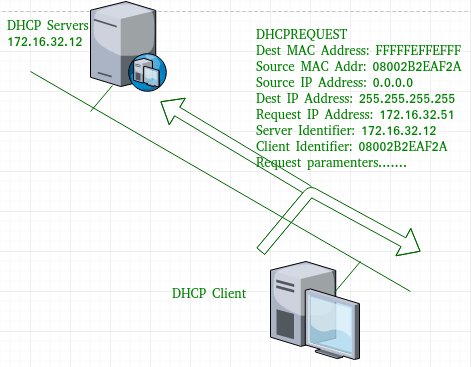 DHCP Servers
172.16.32.12
DHCPREQUEST
Dest MAC Address: FFFFFEFFEFFF
Source MAC Addr: 08002B2EAF2A
Source IP Address: 0.0.0.0
Dest IP Address: 255.255.255.255
Request IP Address: 172.16.32.51
Server Identifier: 172.16.32.12
Client Identifier: 08002B2EAF2A
Request paramenters.......
DHCP Client